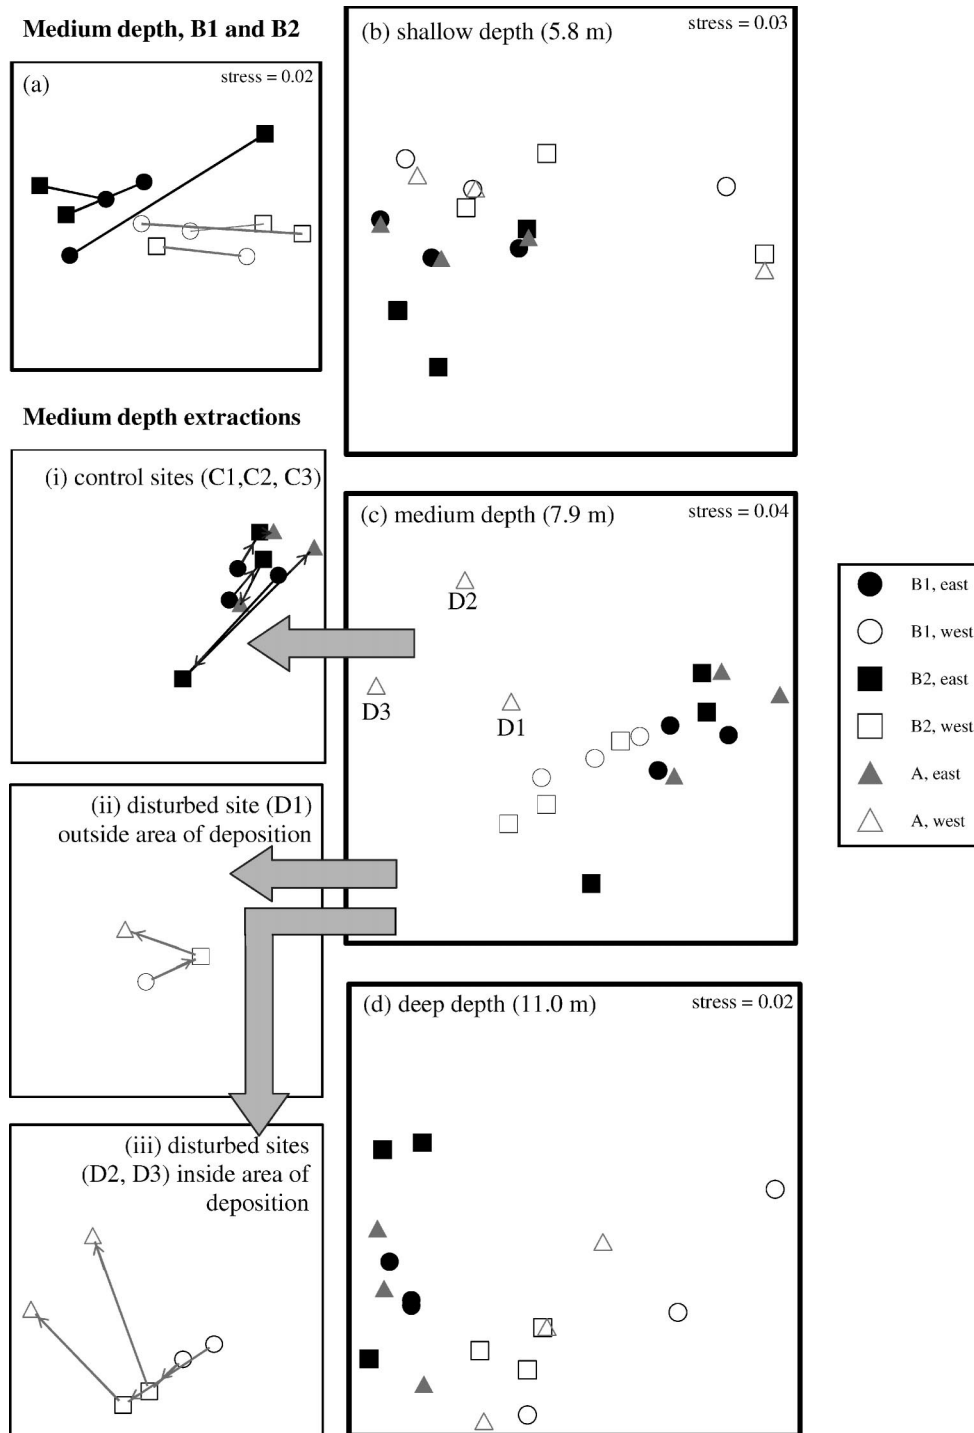 Medium depth, B1 and B2
(a)
stress = 0.02
(b) shallow depth (5.8 m)
stress = 0.03
Medium depth extractions
(i) control sites (C1,C2, C3)
(c) medium depth (7.9 m)
stress = 0.04
D2
D3
D1
B1, east
B1, west
B2, east
B2, west
A, east
A, west
(ii) disturbed site (D1)
outside area of deposition
(iii) disturbed sites
(D2, D3) inside area of
deposition
(d) deep depth (11.0 m)
stress = 0.02